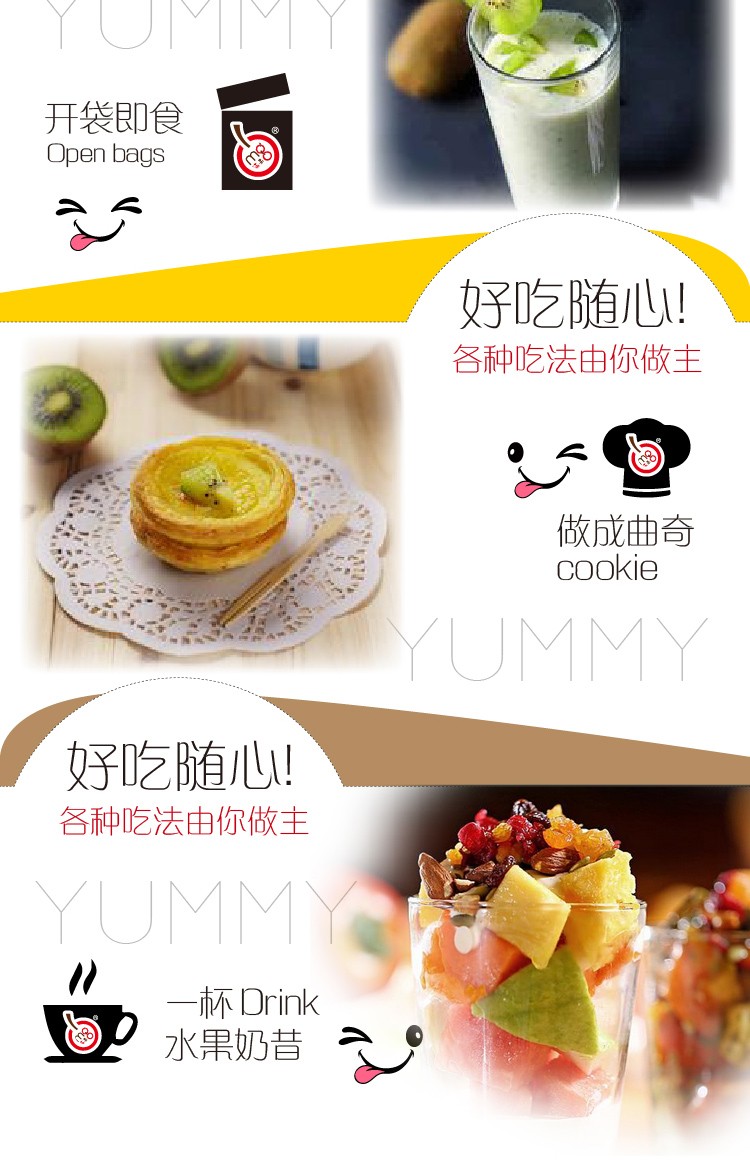 YUMMY
开袋即食
Open bags
好吃随心!
各种吃法由你做主
做成曲奇
cookie
YUMMY
好吃随心!
各种吃法由你做主
YUMMY
一杯 Drink
水果奶昔